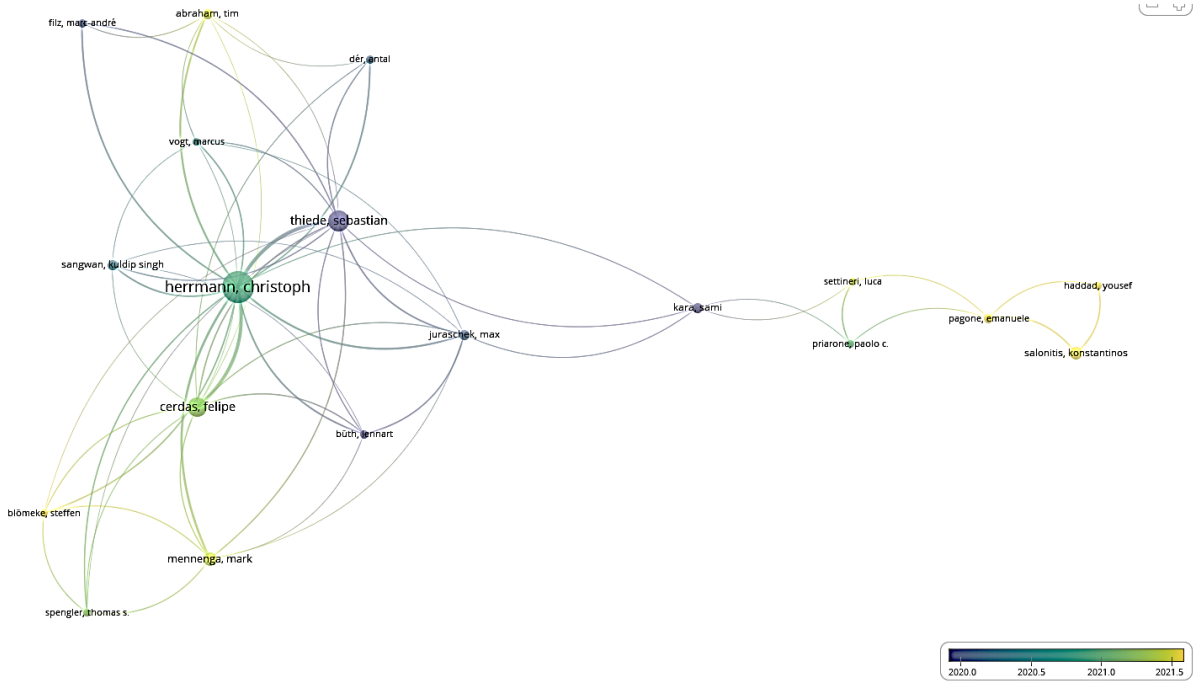 abraham, tim
filz, marc-andré
dér, antal
vogt, marcus
thiede, sebastian
sangwan, kuldip singh
herrmann, christoph
settineri, luca
haddad, yousef
kara, sami
pagone, emanuele
juraschek, max
priarone, paolo c.
salonitis, konstantinos
cerdas, felipe
büth, lennart
blömeke, steffen
mennenga, mark
spengler, thomas s.
2020.0 2020.5 2021.0 2021.5